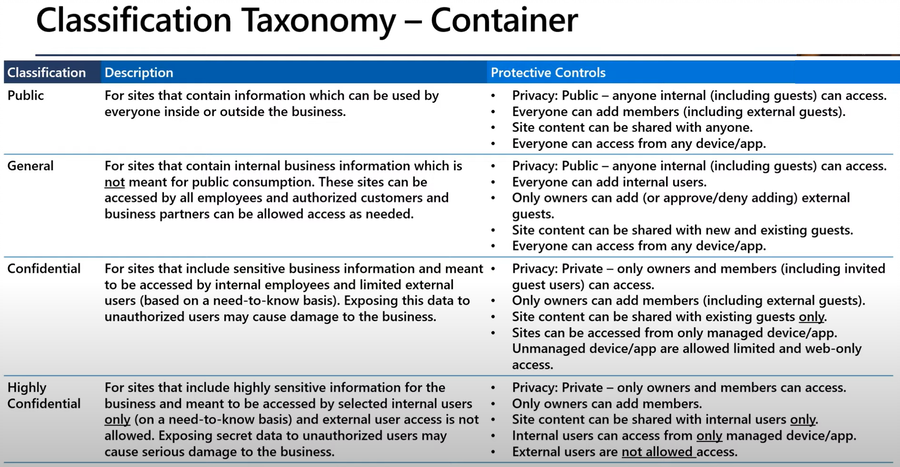 Classification Taxonomy – Container
Classification Description Protective Controls
Public
For sites that contain information which can be used by
everyone inside or outside the business.
• Privacy: Public – anyone internal (including guests) can access.
• Everyone can add members (including external guests).
• Site content can be shared with anyone.
• Everyone can access from any device/app.
General
For sites that contain internal business information which is
not meant for public consumption. These sites can be
accessed by all employees and authorized customers and
business partners can be allowed access as needed.
• Privacy: Public – anyone internal (including guests) can access.
• Everyone can add internal users.
• Only owners can add (or approve/deny adding) external
guests.
• Site content can be shared with new and existing guests.
• Everyone can access from any device/app.
Confidential
For sites that include sensitive business information and meant
to be accessed by internal employees and limited external
users (based on a need-to-know basis). Exposing this data to
unauthorized users may cause damage to the business.
• Privacy: Private – only owners and members (including invited
guest users) can access.
• Only owners can add members (including external guests).
• Site content can be shared with existing guests only.
• Sites can be accessed from only managed device/app.
Unmanaged device/app are allowed limited and web-only
access.
Highly
Confidential
For sites that include highly sensitive information for the
business and meant to be accessed by selected internal users
only (on a need-to-know basis) and external user access is not
allowed. Exposing secret data to unauthorized users may
cause serious damage to the business.
• Privacy: Private – only owners and members can access.
• Only owners can add members.
• Site content can be shared with internal users only.
• Internal users can access from only managed device/app.
• External users are not allowed access.